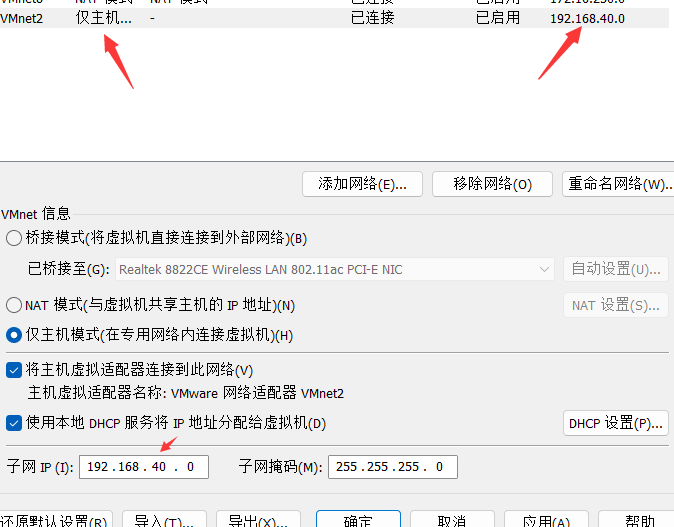 VMnet2 仅主机... - 已连接 已启用 192.168.40.0
添加网络(E)... 移除网络(O) 重命名网络(W)..
VMnet 信息
桥接模式(将虚拟机直接连接到外部网络)(B)
已桥接至(G): Realtek 8822CE Wireless LAN 802.11ac PCI-E NIC 自动设置(U)...
NAT 模式(与虚拟机共享主机的 IP 地址)(N) NAT 设置(S)...
仅主机模式(在专用网络内连接虚拟机)(H)
将主机虚拟适配器连接到此网络(V)
主机虚拟适配器名称: VMware 网络适配器 VMnet2
使用本地 DHCP 服务将 IP 地址分配给虚拟机(D) DHCP 设置(P)...
子网 IP (I): 192 . 168 . 40 . 0 子网掩码(M): 255 . 255 . 255 . 0
还原默认设置(R) 导入(T)... 导出(X)... 确定 取消 应用(A) 帮助